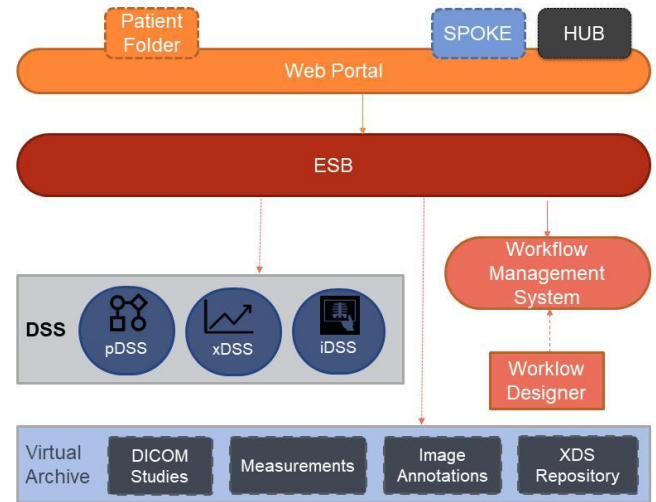 Patient
Folder
SPOKE
HUB
Web Portal
ESB
Workflow
Management
System
DSS
pDSS
xDSS
iDSS
Worklow
Designer
Virtual
Archive
DICOM
Studies
Measurements
Image
Annotations
XDS
Repository